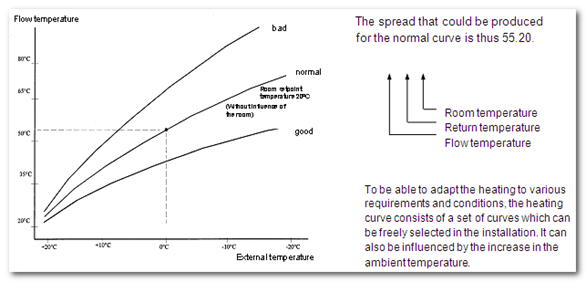 Flow temperature
bad
The spread that could be produced
for the normal curve is thus 55.20.
80°C
normal
65°C
Room setpoint
temperature 20°C
(Without influence of
the room)
Room temperature
Return temperature
Flow temperature
good
50°C
35°C
To be able to adapt the heating to various
requirements and conditions, the heating
curve consists of a set of curves which can
be freely selected in the installation. It can
also be influenced by the increase in the
ambient temperature.
20°C
+20°C
+10°C
0°C
-10°C
-20°C
External temperature